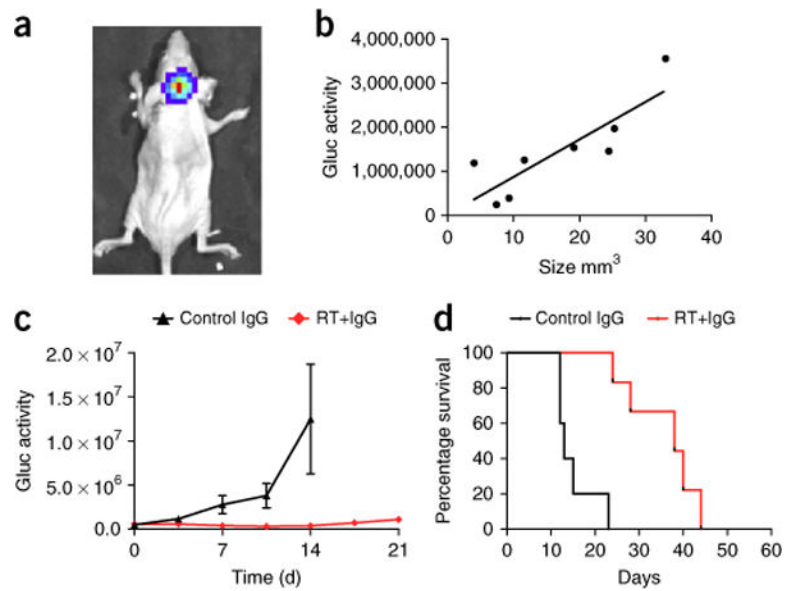 a
b
4,000,000
3,000,000
2,000,000
1,000,000
0
Gluc activity
0 10 20 30 40
Size mm³
c
Control IgG RT+IgG
2.0 × 10⁷
1.5 × 10⁷
1.0 × 10⁷
5.0 × 10⁶
0.0
Gluc activity
0 7 14 21
Time (d)
d
Control IgG RT+IgG
100
80
60
40
20
0
Percentage survival
0 10 20 30 40 50 60
Days